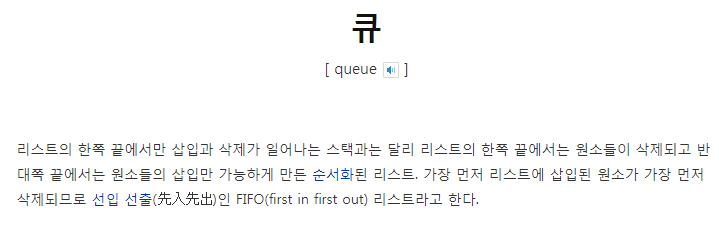 큐
[ queue ]
리스트의 한쪽 끝에서만 삽입과 삭제가 일어나는 스택과는 달리 리스트의 한쪽 끝에서는 원소들이 삭제되고 반
대쪽 끝에서는 원소들의 삽입만 가능하게 만든 순서화된 리스트. 가장 먼저 리스트에 삽입된 원소가 가장 먼저
삭제되므로 선입 선출(先入先出)인 FIFO(first in first out) 리스트라고 한다.